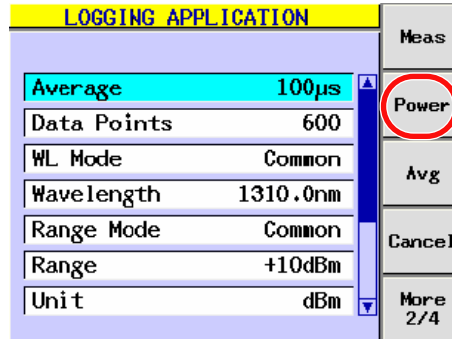 LOGGING APPLICATION
Average 100µs
Data Points 600
WL Mode Common
Wavelength 1310.0nm
Range Mode Common
Range +10dBm
Unit dBm
Meas
Power
Avg
Cancel
More
2/4